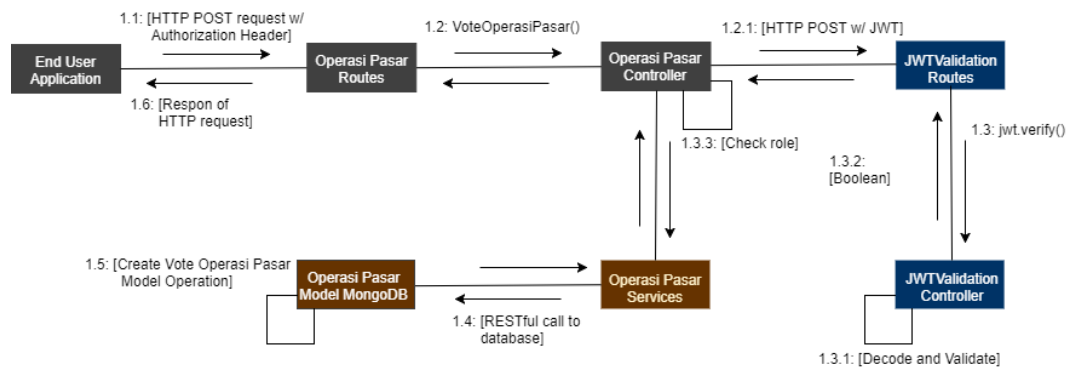 1.1: [HTTP POST request w/
Authorization Header]
1.2: VoteOperasiPasar()
1.2.1: [HTTP POST w/ JWT]
End User
Application
Operasi Pasar
Routes
Operasi Pasar
Controller
JWTValidation
Routes
1.6: [Respon of
HTTP request]
1.3.3: [Check role]
1.3: jwt.verify()
1.3.2:
[Boolean]
1.5: [Create Vote Operasi Pasar
Model Operation]
Operasi Pasar
Model MongoDB
Operasi Pasar
Services
JWTValidation
Controller
1.4: [RESTful call to
database]
1.3.1: [Decode and Validate]